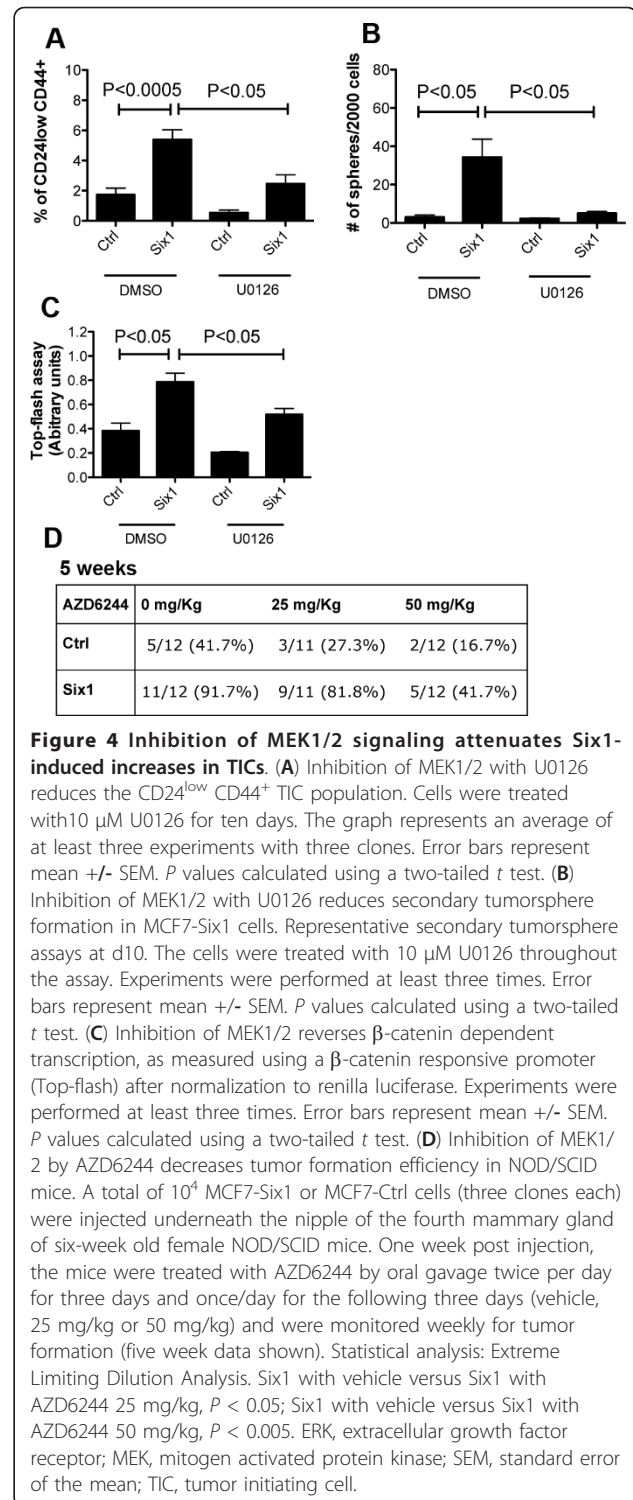 A
% of CD24low CD44+
10
8
6
4
2
0
P<0.0005
P<0.05
Ctrl
Six1
Ctrl
Six1
DMSO
U0126
B
# of spheres/2000 cells
80
60
40
20
0
P<0.05
P<0.05
Ctrl
Six1
Ctrl
Six1
DMSO
U0126
C
Top-flash assay
(Abitrary units)
1.2
1.0
0.8
0.6
0.4
0.2
0.0
P<0.05
P<0.05
Ctrl
Six1
Ctrl
Six1
DMSO
U0126
D
5 weeks
AZD6244 0 mg/Kg 25 mg/Kg 50 mg/Kg
Ctrl 5/12 (41.7%) 3/11 (27.3%) 2/12 (16.7%)
Six1 11/12 (91.7%) 9/11 (81.8%) 5/12 (41.7%)
Figure 4 Inhibition of MEK1/2 signaling attenuates Six1-
induced increases in TICs. (A) Inhibition of MEK1/2 with U0126
reduces the CD24low CD44+ TIC population. Cells were treated
with10 μM U0126 for ten days. The graph represents an average of
at least three experiments with three clones. Error bars represent
mean +/- SEM. P values calculated using a two-tailed t test. (B)
Inhibition of MEK1/2 with U0126 reduces secondary tumorsphere
formation in MCF7-Six1 cells. Representative secondary tumorsphere
assays at d10. The cells were treated with 10 μM U0126 throughout
the assay. Experiments were performed at least three times. Error
bars represent mean +/- SEM. P values calculated using a two-tailed
t test. (C) Inhibition of MEK1/2 reverses β-catenin dependent
transcription, as measured using a β-catenin responsive promoter
(Top-flash) after normalization to renilla luciferase. Experiments were
performed at least three times. Error bars represent mean +/- SEM.
P values calculated using a two-tailed t test. (D) Inhibition of MEK1/
2 by AZD6244 decreases tumor formation efficiency in NOD/SCID
mice. A total of 10⁴ MCF7-Six1 or MCF7-Ctrl cells (three clones each)
were injected underneath the nipple of the fourth mammary gland
of six-week old female NOD/SCID mice. One week post injection,
the mice were treated with AZD6244 by oral gavage twice per day
for three days and once/day for the following three days (vehicle,
25 mg/kg or 50 mg/kg) and were monitored weekly for tumor
formation (five week data shown). Statistical analysis: Extreme
Limiting Dilution Analysis. Six1 with vehicle versus Six1 with
AZD6244 25 mg/kg, P < 0.05; Six1 with vehicle versus Six1 with
AZD6244 50 mg/kg, P < 0.005. ERK, extracellular growth factor
receptor; MEK, mitogen activated protein kinase; SEM, standard error
of the mean; TIC, tumor initiating cell.